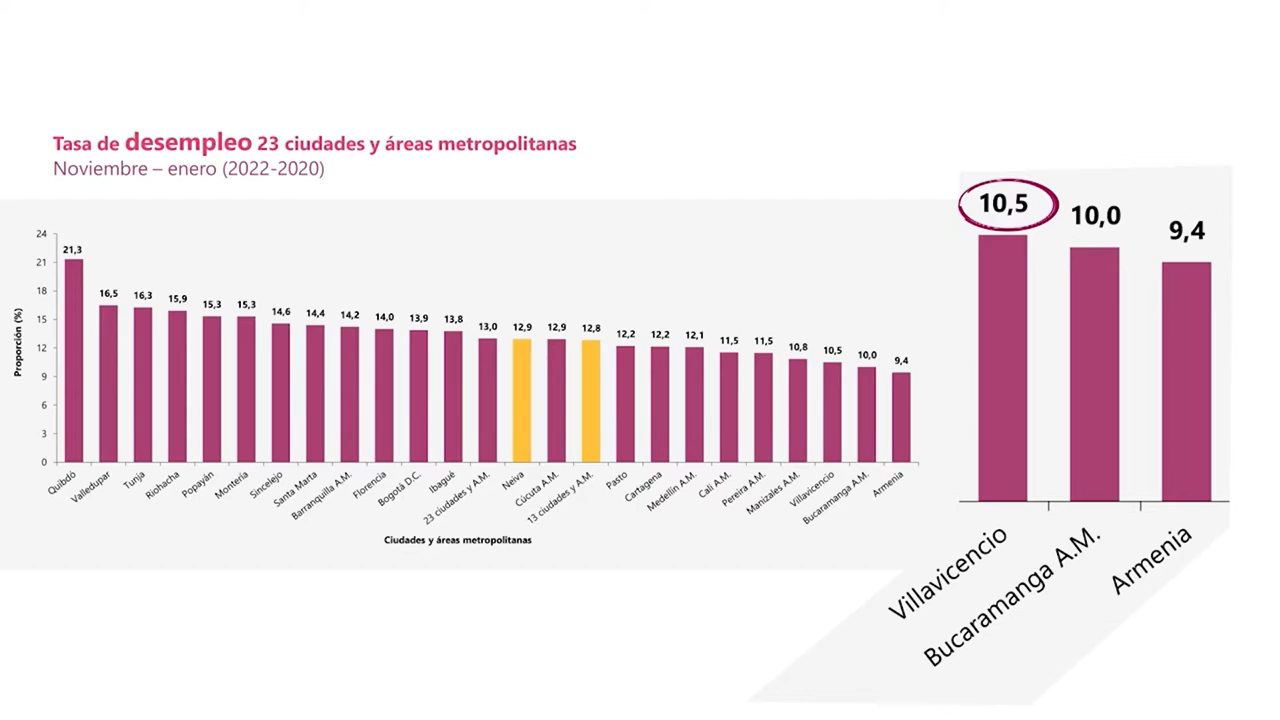 Tasa de desempleo 23 ciudades y áreas metropolitanas
Noviembre – enero (2022-2020)
Proporción (%)
24
21
18
15
12
9
6
3
0
21,3
16,5
16,3
15,9
15,3
15,3
14,6
14,4
14,2
14,0
13,9
13,8
13,0
12,9
12,9
12,8
12,2
12,2
12,1
11,5
11,5
10,8
10,5
10,0
9,4
Quibdó
Valledupar
Tunja
Riohacha
Popayán
Montería
Sincelejo
Santa Marta
Barranquilla A.M.
Florencia
Bogotá D.C.
Ibagué
23 ciudades y A.M.
Neiva
Cúcuta A.M.
13 ciudades y A.M.
Pasto
Cartagena
Medellín A.M.
Cali A.M.
Pereira A.M.
Manizales A.M.
Villavicencio
Bucaramanga A.M.
Armenia
Ciudades y áreas metropolitanas
10,5
10,0
9,4
Villavicencio
Bucaramanga A.M.
Armenia